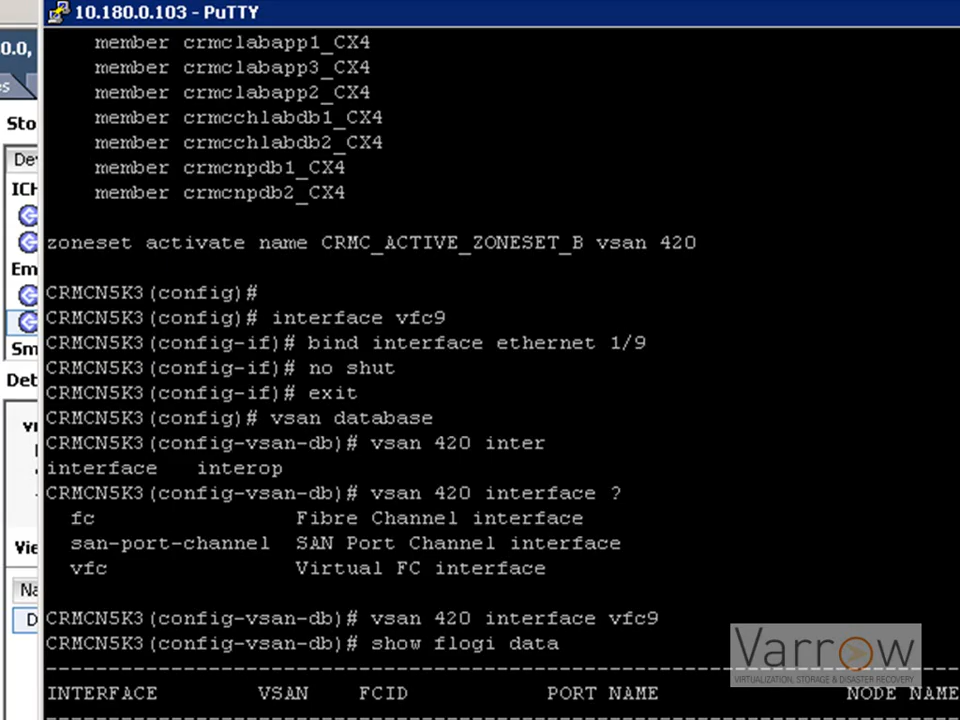 10.180.0.103 - PuTTY
0.0,
es
Sto
De
ICH
Em
Sm
Det
Vie
Na
D
member crmclabapp1_CX4
member crmclabapp3_CX4
member crmclabapp2_CX4
member crmcchlabdb1_CX4
member crmcchlabdb2_CX4
member crmcnpdb1_CX4
member crmcnpdb2_CX4
zoneset activate name CRMC_ACTIVE_ZONESET_B vsan 420
CRMCN5K3(config)#
CRMCN5K3(config)# interface vfc9
CRMCN5K3(config-if)# bind interface ethernet 1/9
CRMCN5K3(config-if)# no shut
CRMCN5K3(config-if)# exit
CRMCN5K3(config)# vsan database
CRMCN5K3(config-vsan-db)# vsan 420 inter
interface interop
CRMCN5K3(config-vsan-db)# vsan 420 interface ?
fc Fibre Channel interface
san-port-channel SAN Port Channel interface
vfc Virtual FC interface
CRMCN5K3(config-vsan-db)# vsan 420 interface vfc9
CRMCN5K3(config-vsan-db)# show flogi data
--------------------------------------------------------------------------------
INTERFACE VSAN FCID PORT NAME NODE NAME
--------------------------------------------------------------------------------
Varrow
VIRTUALIZATION, STORAGE & DISASTER RECOVERY